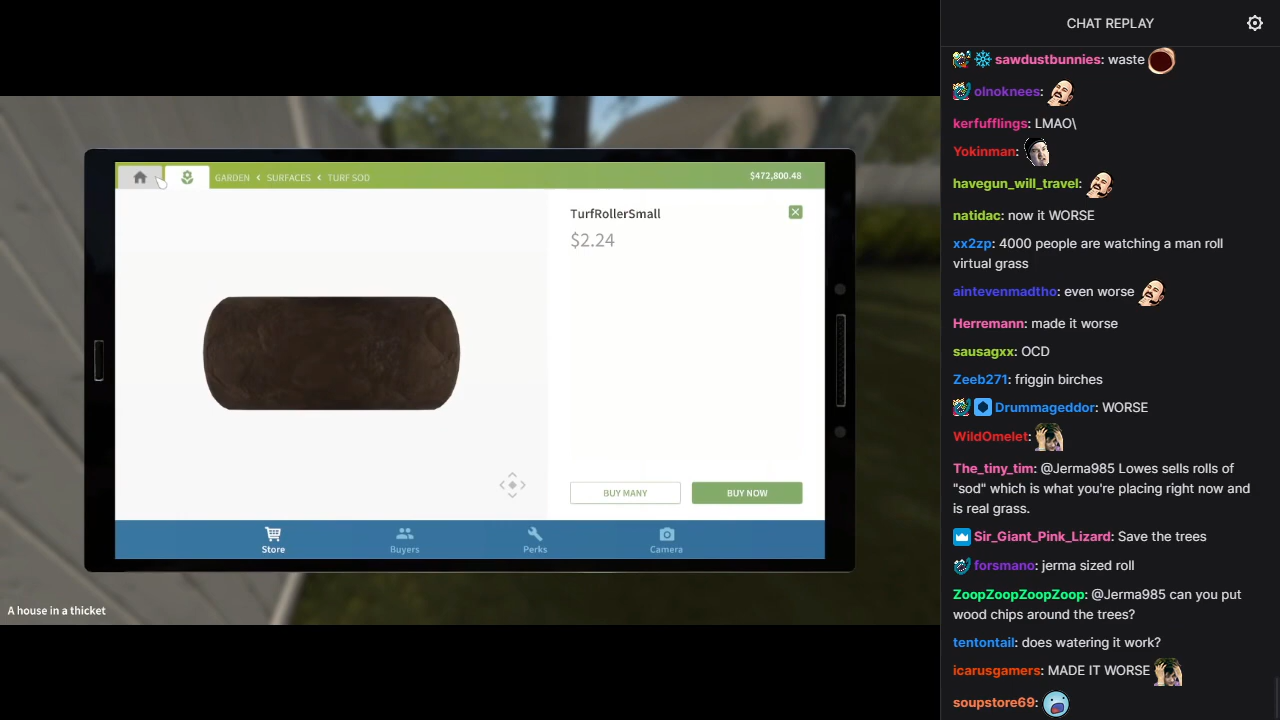 GARDEN < SURFACES < TURF SOD
$472,800.48
TurfRollerSmall
$2.24
BUY MANY
BUY NOW
Store
Buyers
Perks
Camera
A house in a thicket
CHAT REPLAY
sawdustbunnies: waste
olnoknees:
kerfufflings: LMAO\
Yokinman:
havegun_will_travel:
natidac: now it WORSE
xx2zp: 4000 people are watching a man roll
virtual grass
aintevenmadtho: even worse
Herremann: made it worse
sausagxx: OCD
Zeeb271: friggin birches
Drummageddor: WORSE
WildOmelet:
The_tiny_tim: @Jerma985 Lowes sells rolls of
"sod" which is what you're placing right now and
is real grass.
Sir_Giant_Pink_Lizard: Save the trees
forsmano: jerma sized roll
ZoopZoopZoopZoop: @Jerma985 can you put
wood chips around the trees?
tentontail: does watering it work?
icarusgamers: MADE IT WORSE
soupstore69: